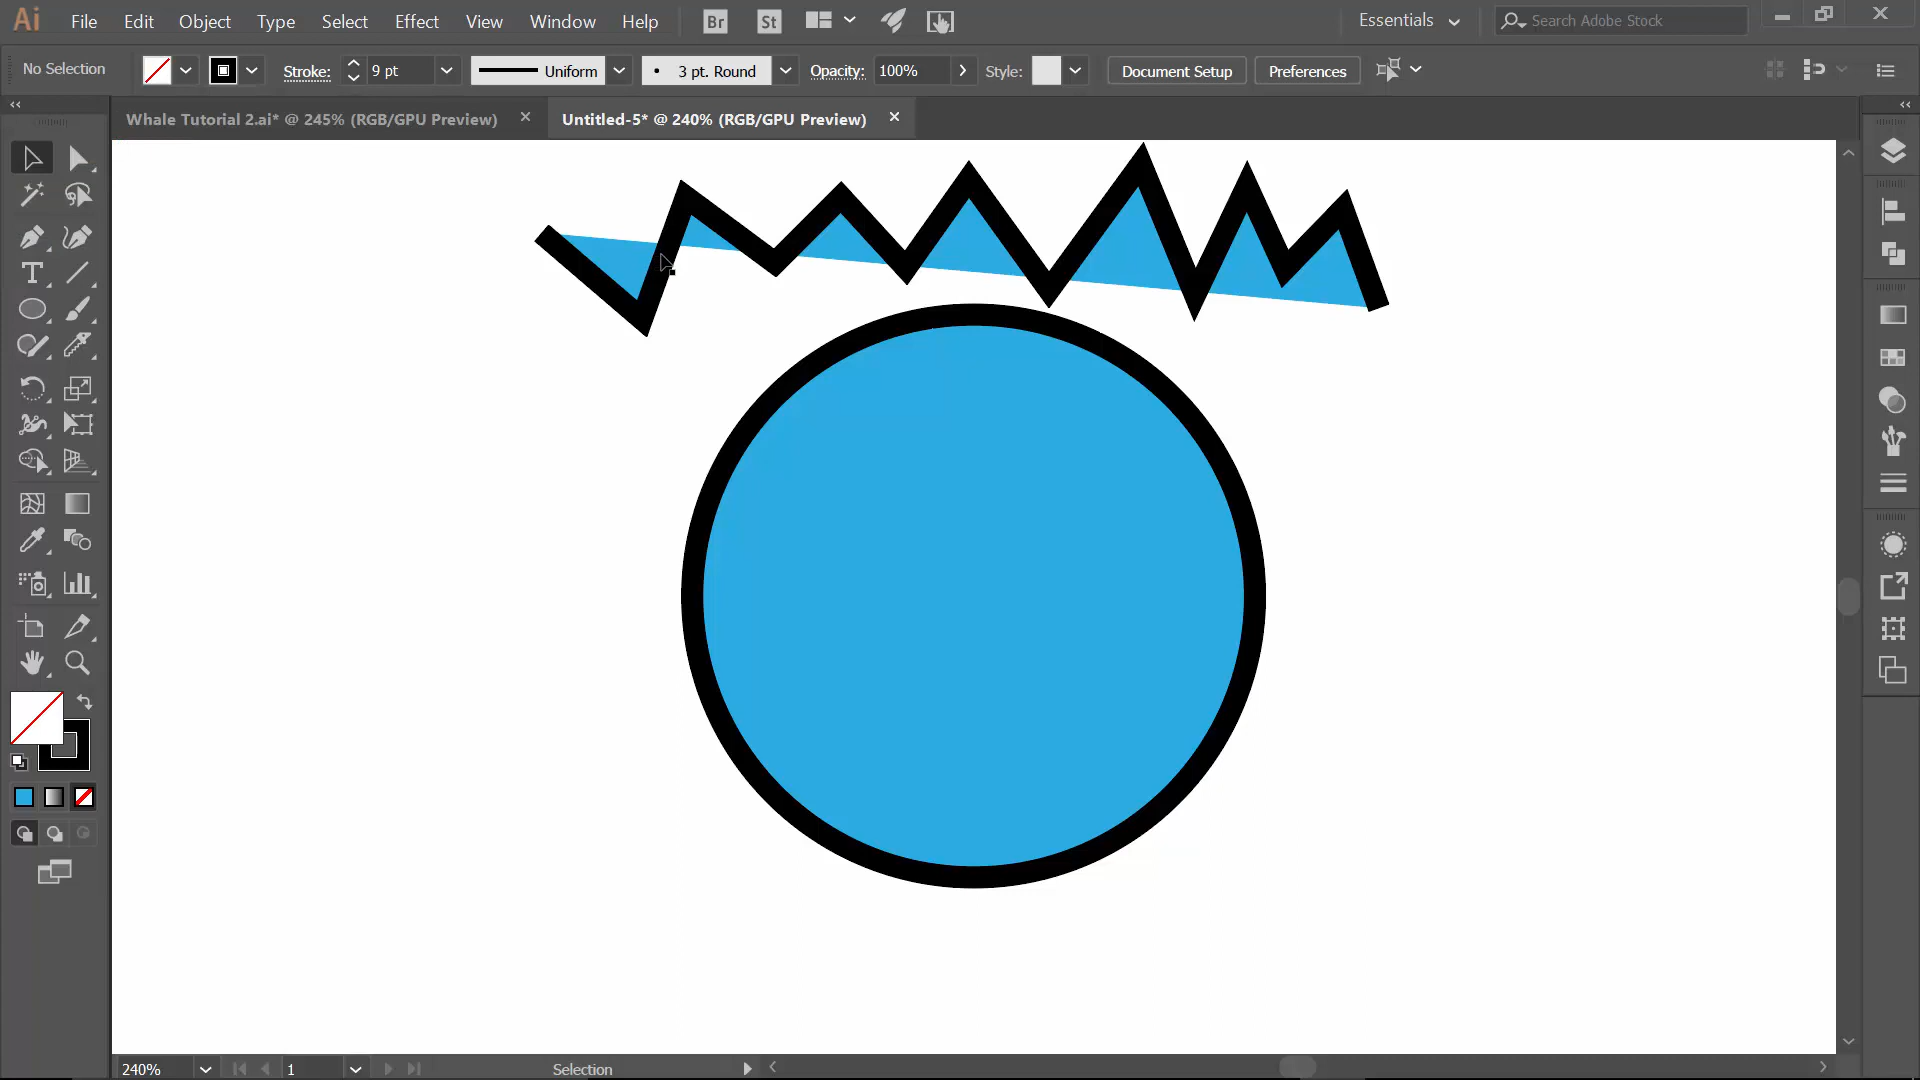 Ai File Edit Object Type Select Effect View Window Help Br St Essentials Search Adobe Stock
No Selection Stroke: 9 pt Uniform 3 pt. Round Opacity: 100% Style: Document Setup Preferences
Whale Tutorial 2.ai* @ 245% (RGB/GPU Preview) Untitled-5* @ 240% (RGB/GPU Preview)
240% 1 Selection